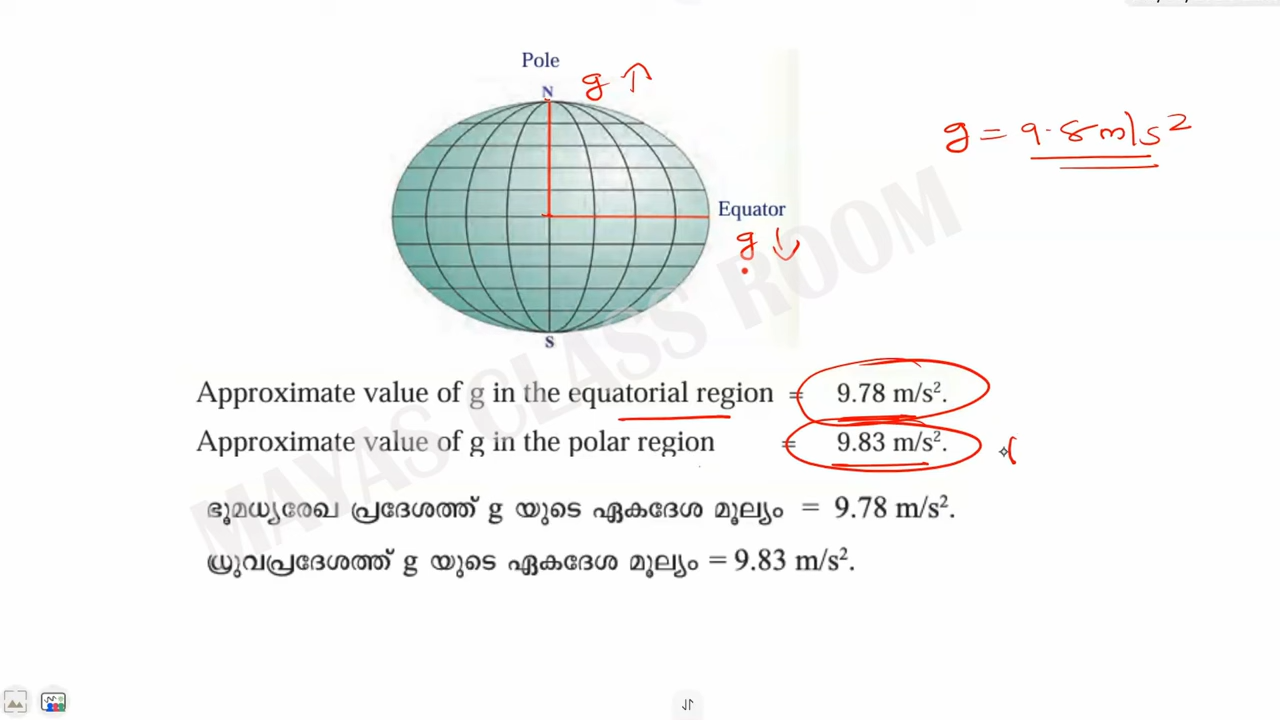 Pole
N
g ↑
g = 9.8 m/s²
Equator
g ↓
S
Approximate value of g in the equatorial region = 9.78 m/s².
Approximate value of g in the polar region = 9.83 m/s².
ഭൂമധ്യരേഖ പ്രദേശത്ത് g യുടെ ഏകദേശ മൂല്യം = 9.78 m/s².
ധ്രുവപ്രദേശത്ത് g യുടെ ഏകദേശ മൂല്യം = 9.83 m/s².
MAYAS CLASS ROOM